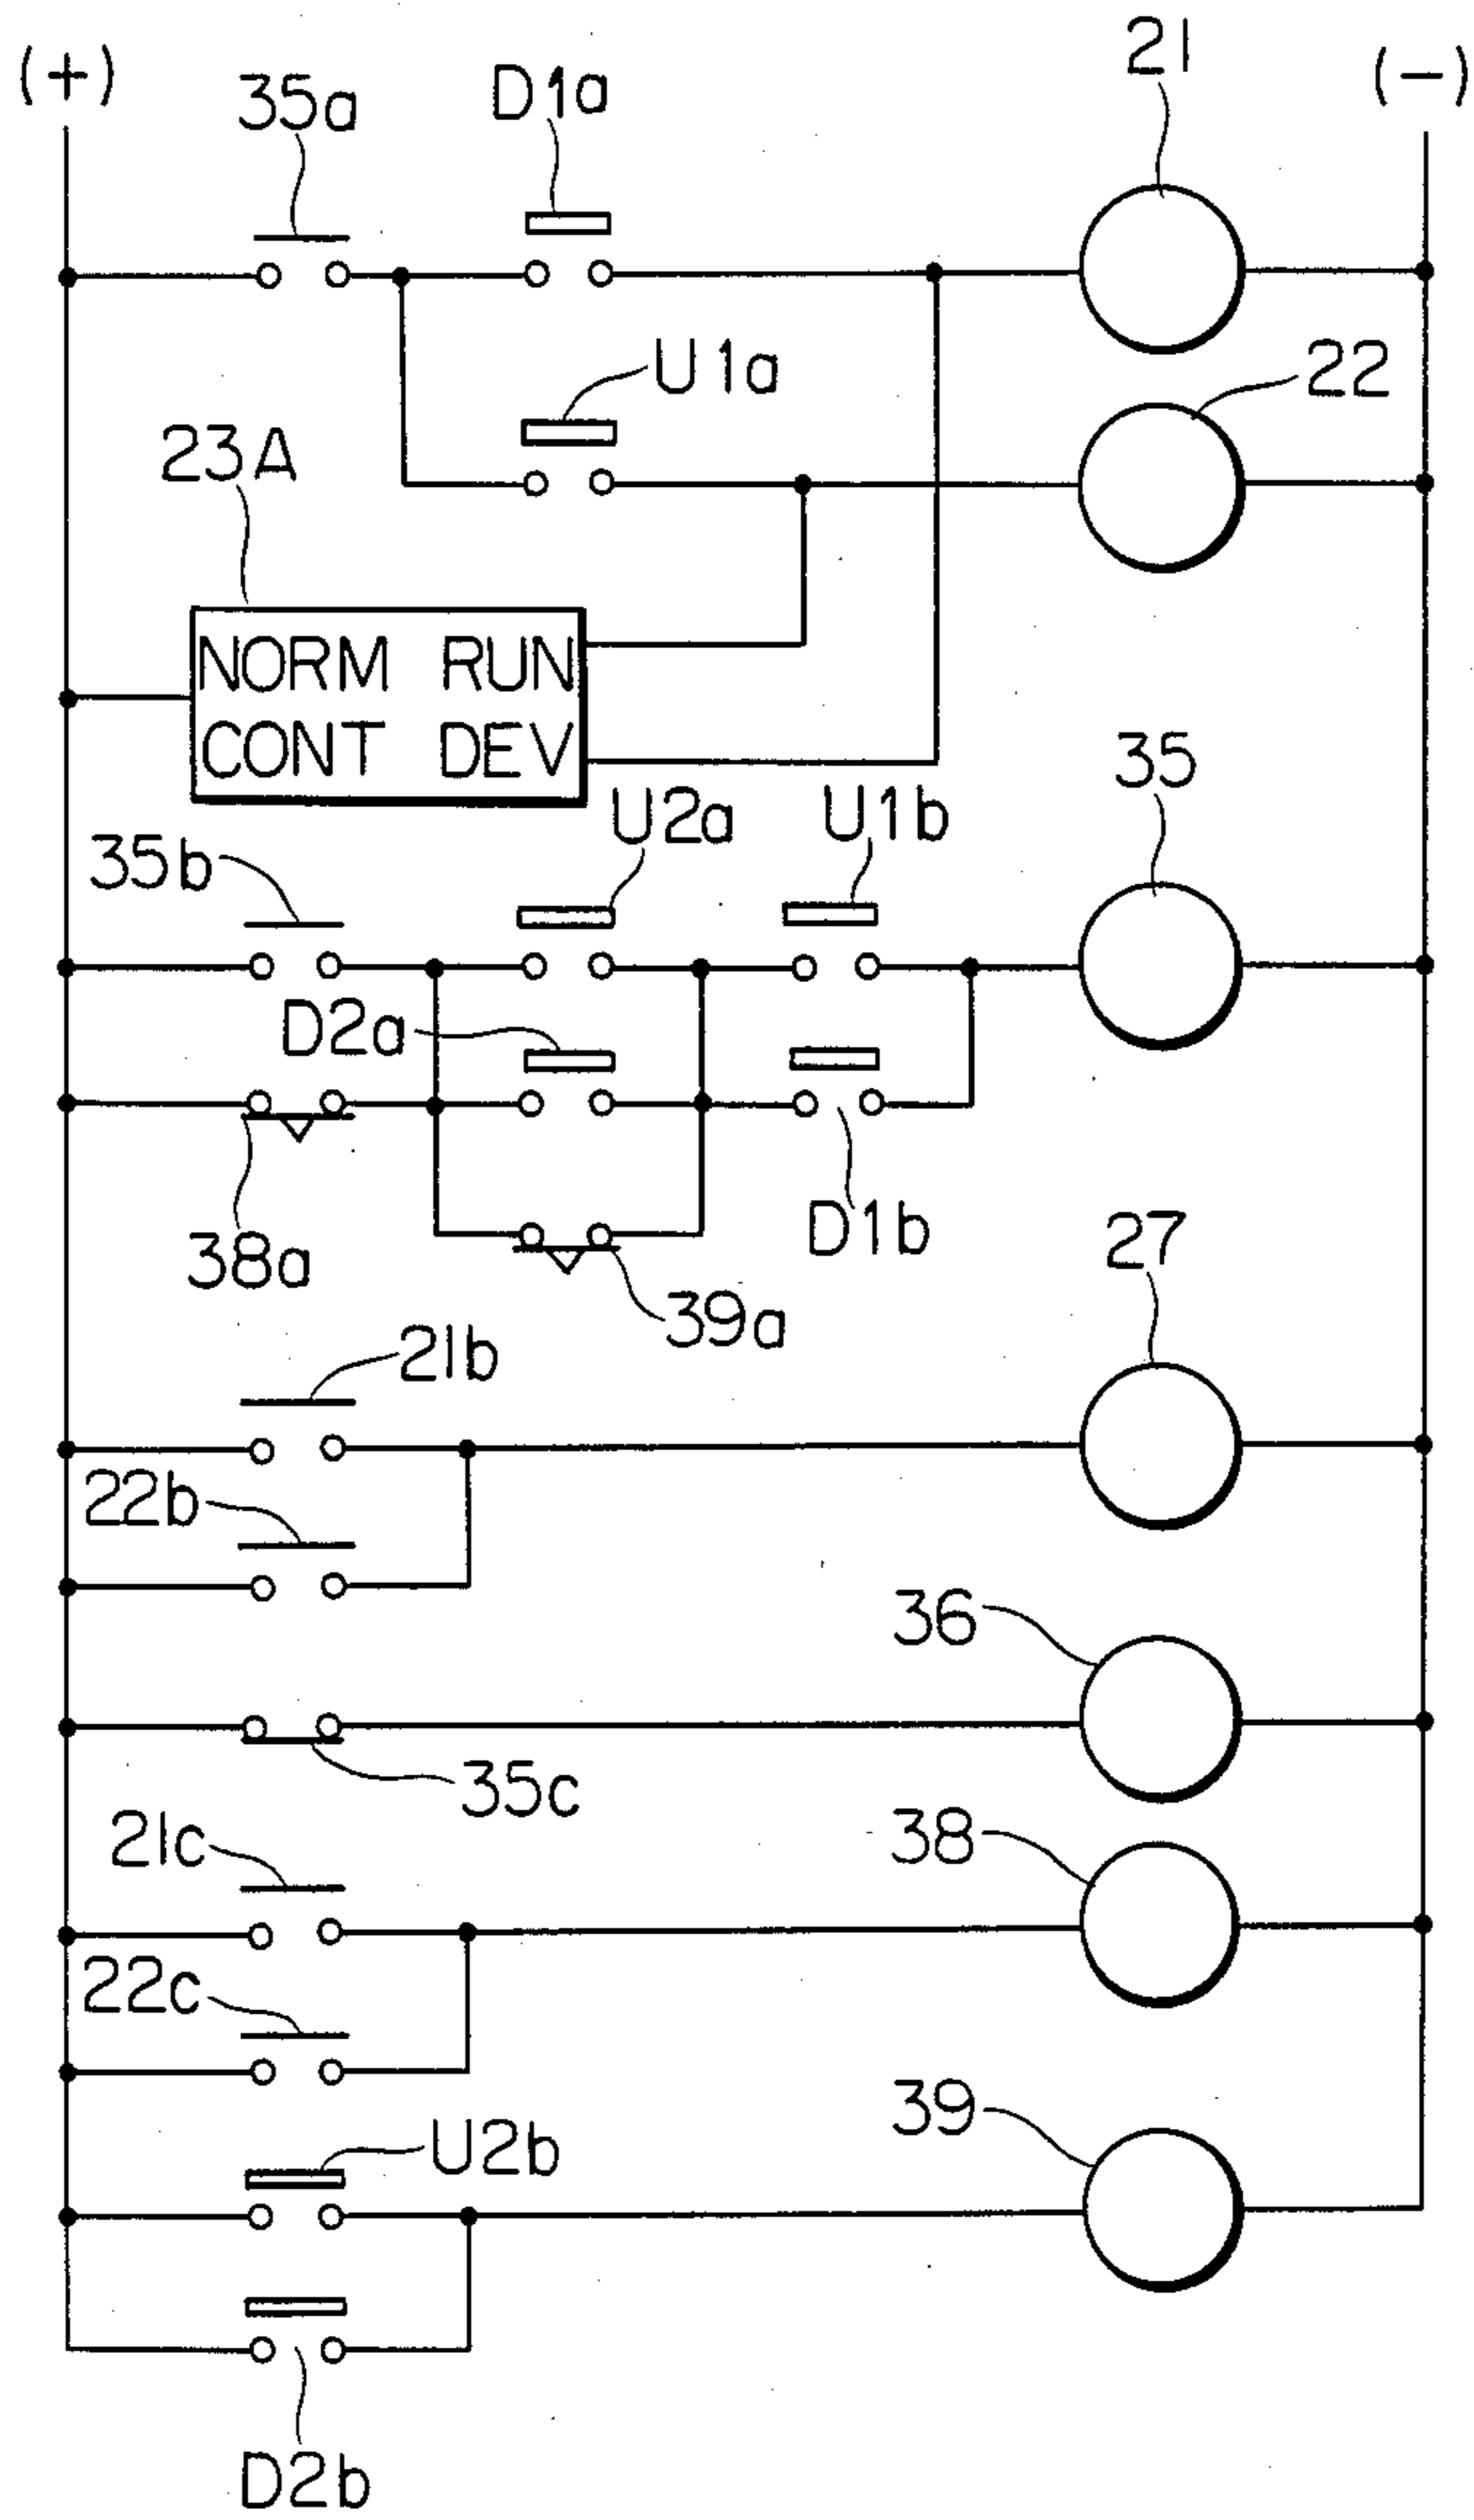 (+)
35a
D1a
21
(-)
U1a
22
23A
NORM RUN
CONT DEV
35b
U2a
U1b
35
D2a
38a
39a
D1b
27
21b
22b
36
35c
21c
38
22c
39
U2b
D2b